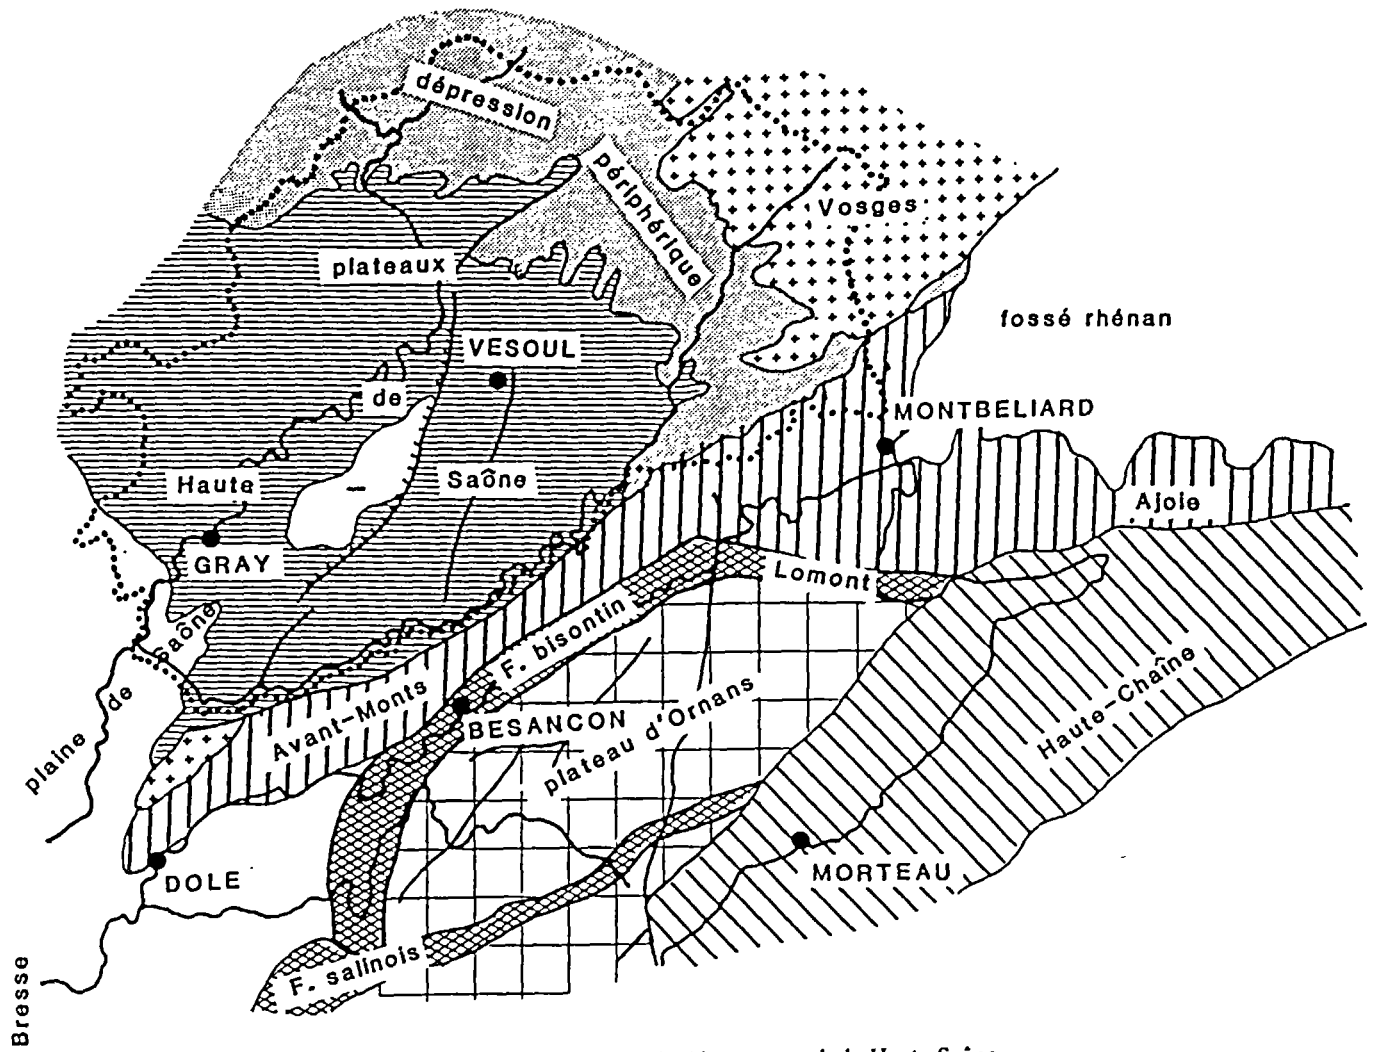 dépression
périphérique
Vosges
plateaux
fossé rhénan
VESOUL
de
MONTBELIARD
Haute
Saône
Ajoie
GRAY
Lomont
F. bisontin
Saône
de
plaine
Avant-Monts
BESANCON
plateau d'Ornans
Haute-Chaîne
MORTEAU
DOLE
F. salinois
Bresse